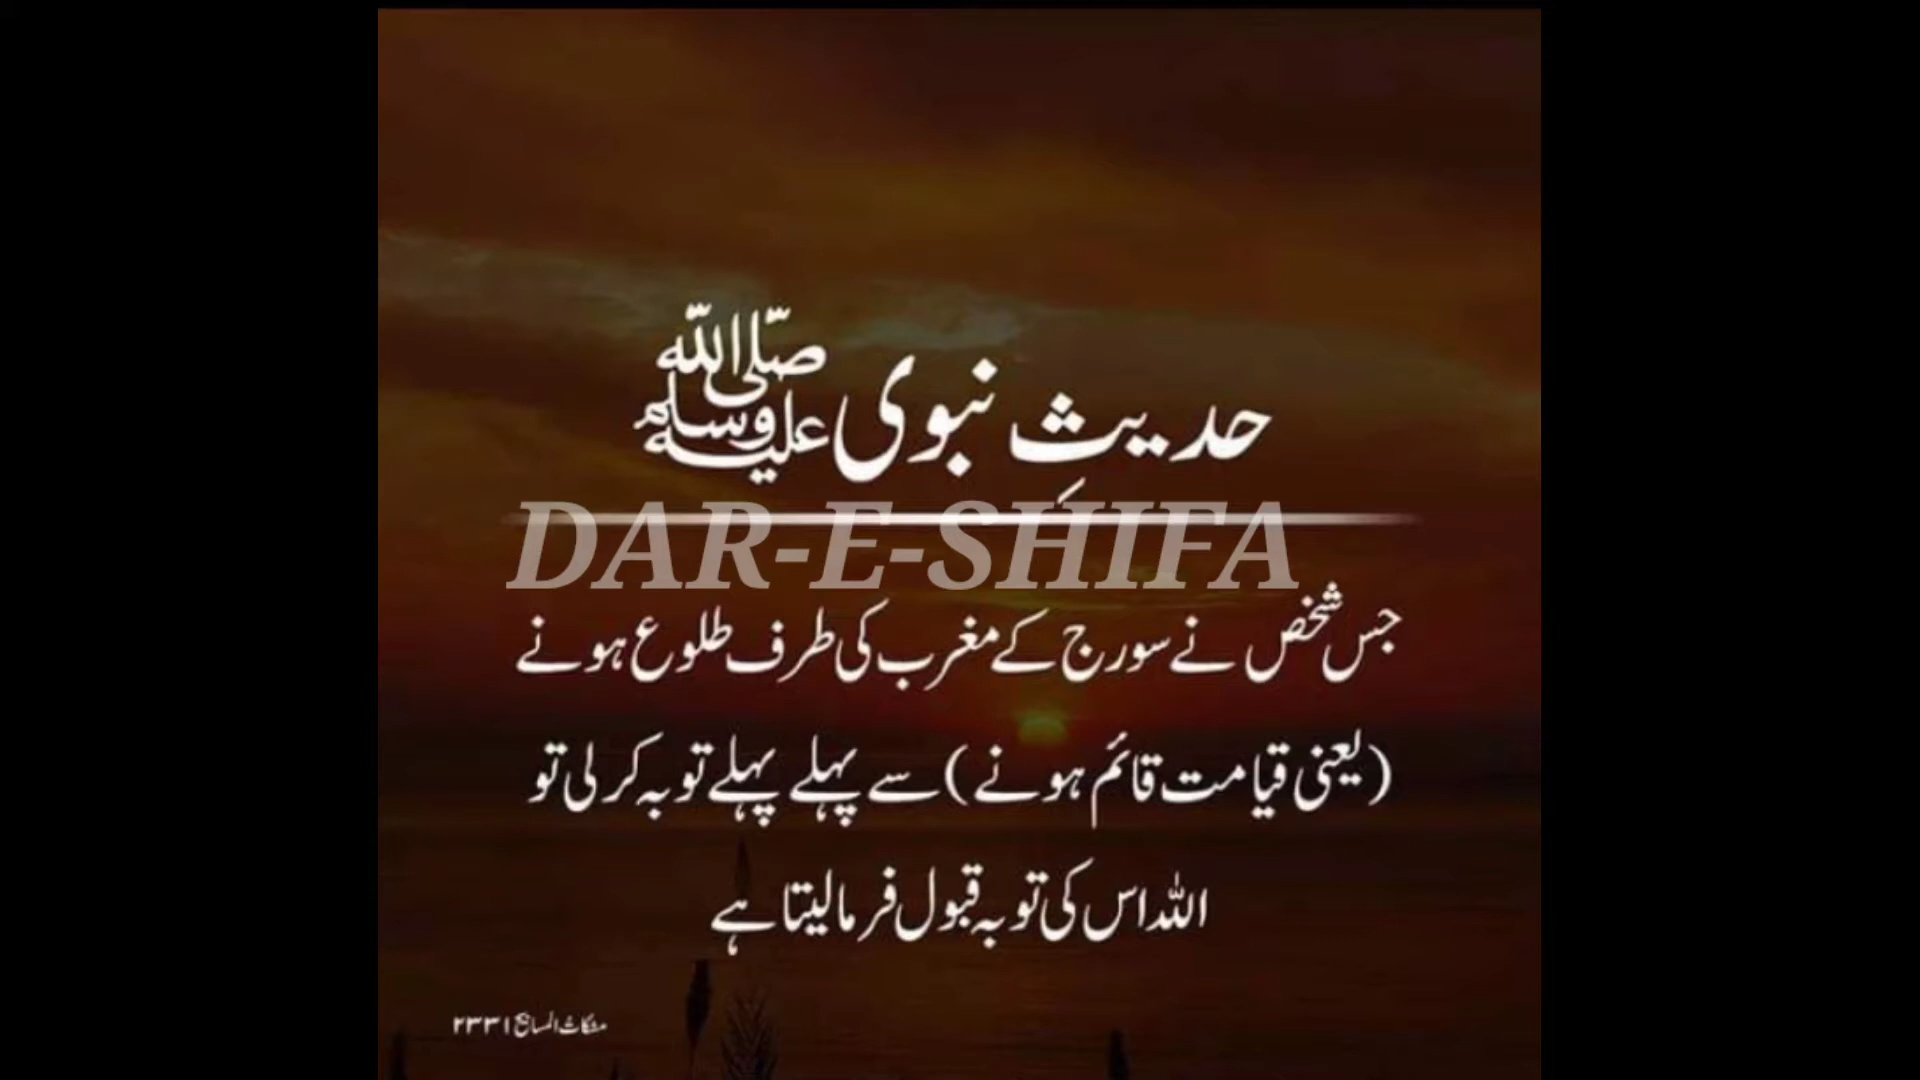 حدیثِ نبوی صلی اللہ علیہ وسلم
DAR-E-SHIFA
جس شخص نے سورج کے مغرب کی طرف طلوع ہونے
(یعنی قیامت قائم ہونے) سے پہلے پہلے توبہ کر لی تو
اللہ اس کی توبہ قبول فرما لیتا ہے
مشکاۃ المصابیح ۲۳۳۱